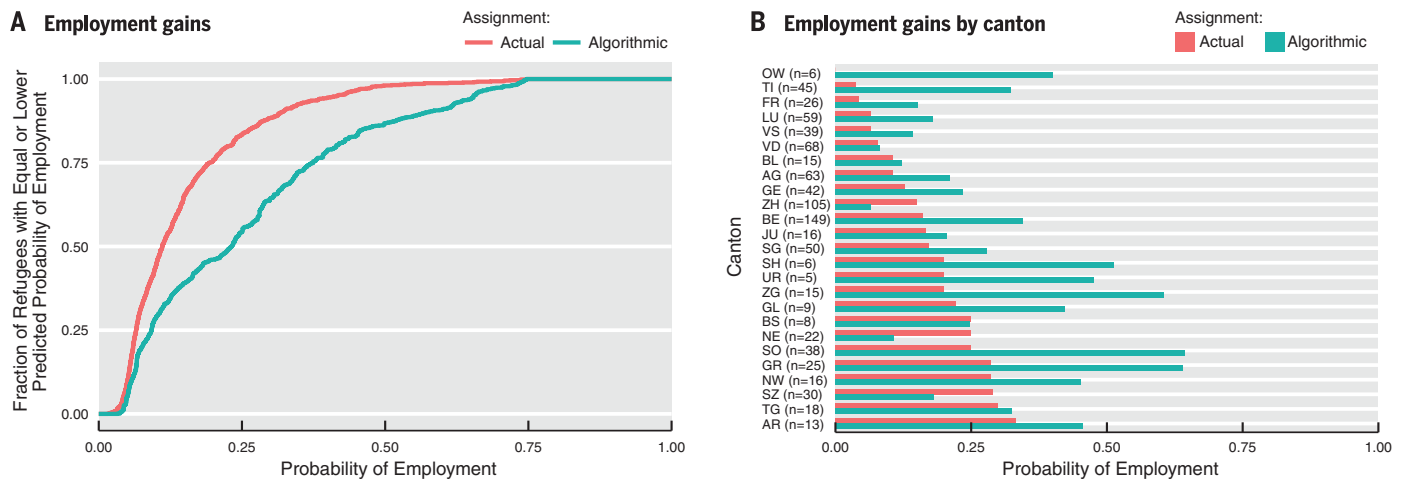 A Employment gains
Assignment:
Actual Algorithmic
Fraction of Refugees with Equal or Lower
Predicted Probability of Employment
1.00
0.75
0.50
0.25
0.00
0.00 0.25 0.50 0.75 1.00
Probability of Employment
B Employment gains by canton
Assignment:
Actual Algorithmic
Canton
OW (n=6)
TI (n=45)
FR (n=26)
LU (n=59)
VS (n=39)
VD (n=68)
BL (n=15)
AG (n=63)
GE (n=42)
ZH (n=105)
BE (n=149)
JU (n=16)
SG (n=50)
SH (n=6)
UR (n=5)
ZG (n=15)
GL (n=9)
BS (n=8)
NE (n=22)
SO (n=38)
GR (n=25)
NW (n=16)
SZ (n=30)
TG (n=18)
AR (n=13)
0.00 0.25 0.50 0.75 1.00
Probability of Employment